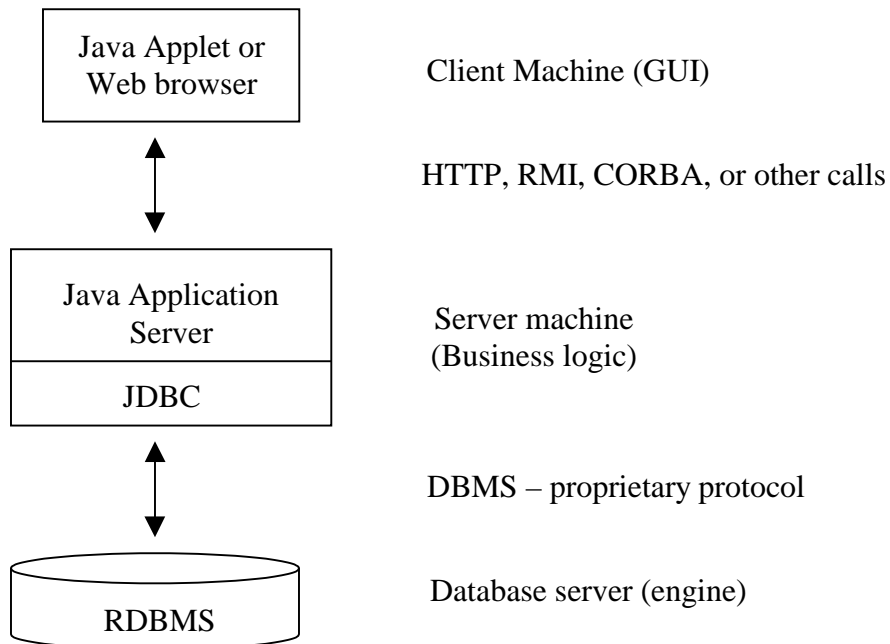 Java Applet or
Web browser
Client Machine (GUI)
HTTP, RMI, CORBA, or other calls
Java Application
Server
JDBC
Server machine
(Business logic)
DBMS – proprietary protocol
Database server (engine)
RDBMS